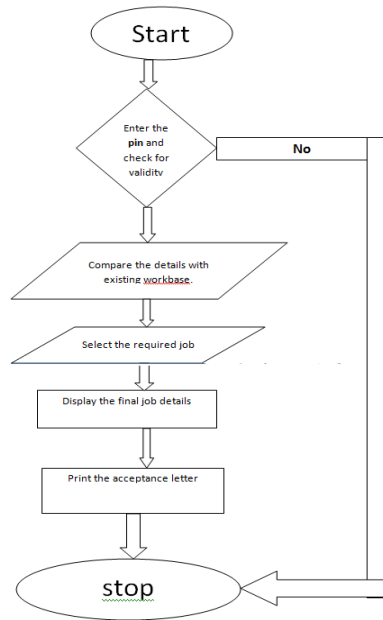 Start
Enter the
pin and
check for
validity
No
Compare the details with
existing workbase.
Select the required job
Display the final job details
Print the acceptance letter
stop